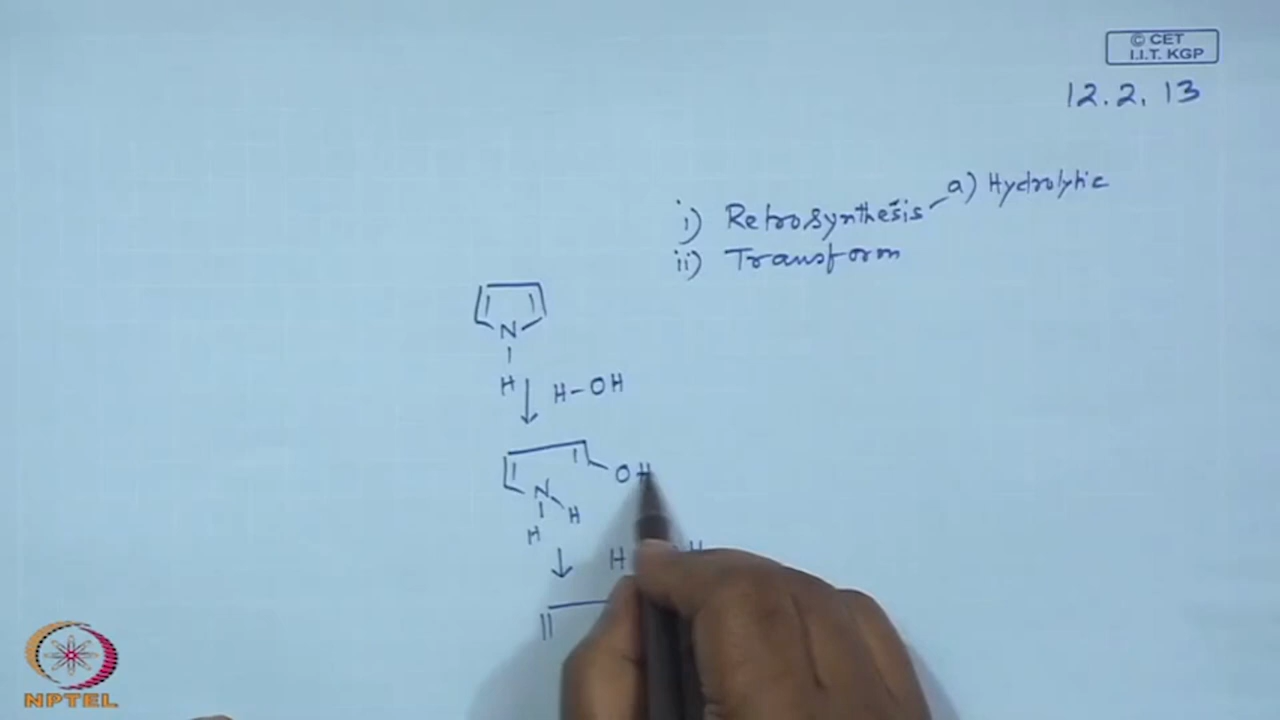 © CET
I.I.T. KGP
12.2.13
a) Hydrolytic
i) Retrosynthesis
ii) Transform
N
H
H-OH
OH
N
H
H
H
H
NPTEL